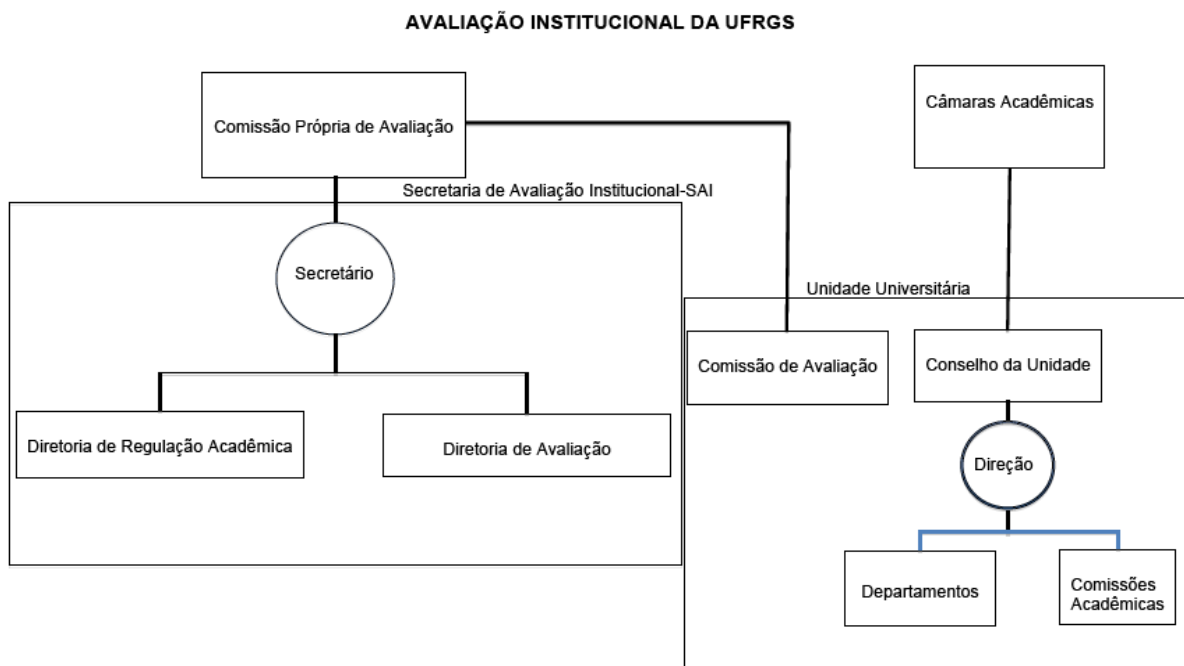 AVALIAÇÃO INSTITUCIONAL DA UFRGS
Comissão Própria de Avaliação
Câmaras Acadêmicas
Secretaria de Avaliação Institucional-SAI
Secretário
Unidade Universitária
Comissão de Avaliação
Conselho da Unidade
Diretoria de Regulação Acadêmica
Diretoria de Avaliação
Direção
Departamentos
Comissões
Acadêmicas